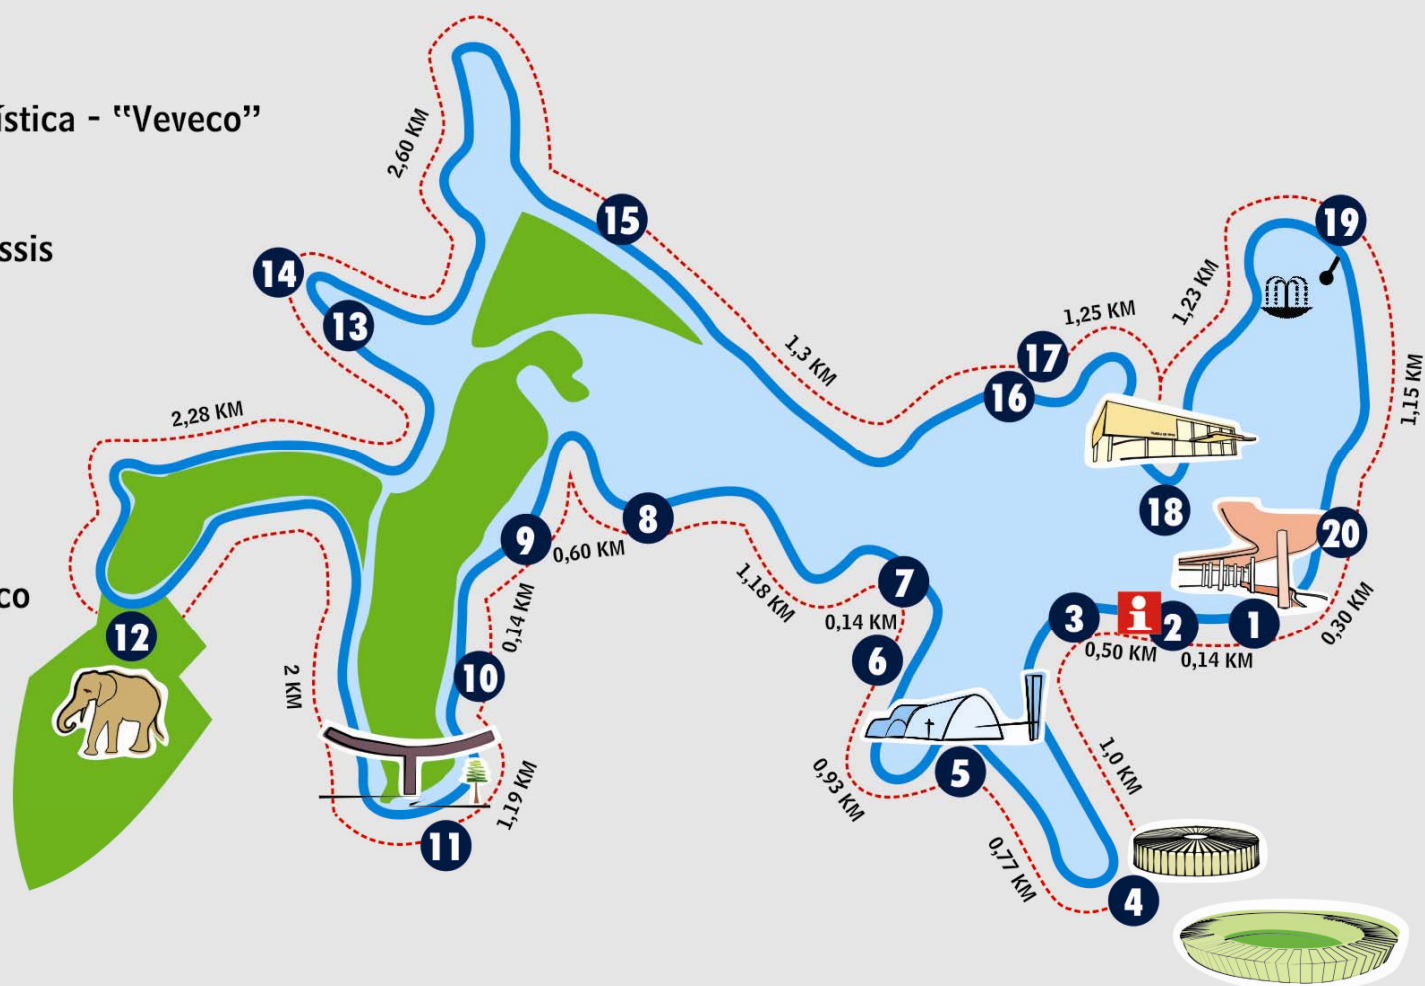 ística - “Veveco”
ssis
co
2,60 KM
15
19
14
13
1,23 KM
1,25 KM
17
1,3 KM
16
1,15 KM
2,28 KM
18
20
8
9
0,60 KM
7
1,18 KM
0,14 KM
0,14 KM
3
i
2
1
0,30 KM
12
6
0,50 KM
0,14 KM
10
2 KM
5
0,93 KM
1,0 KM
1,19 KM
11
0,77 KM
4